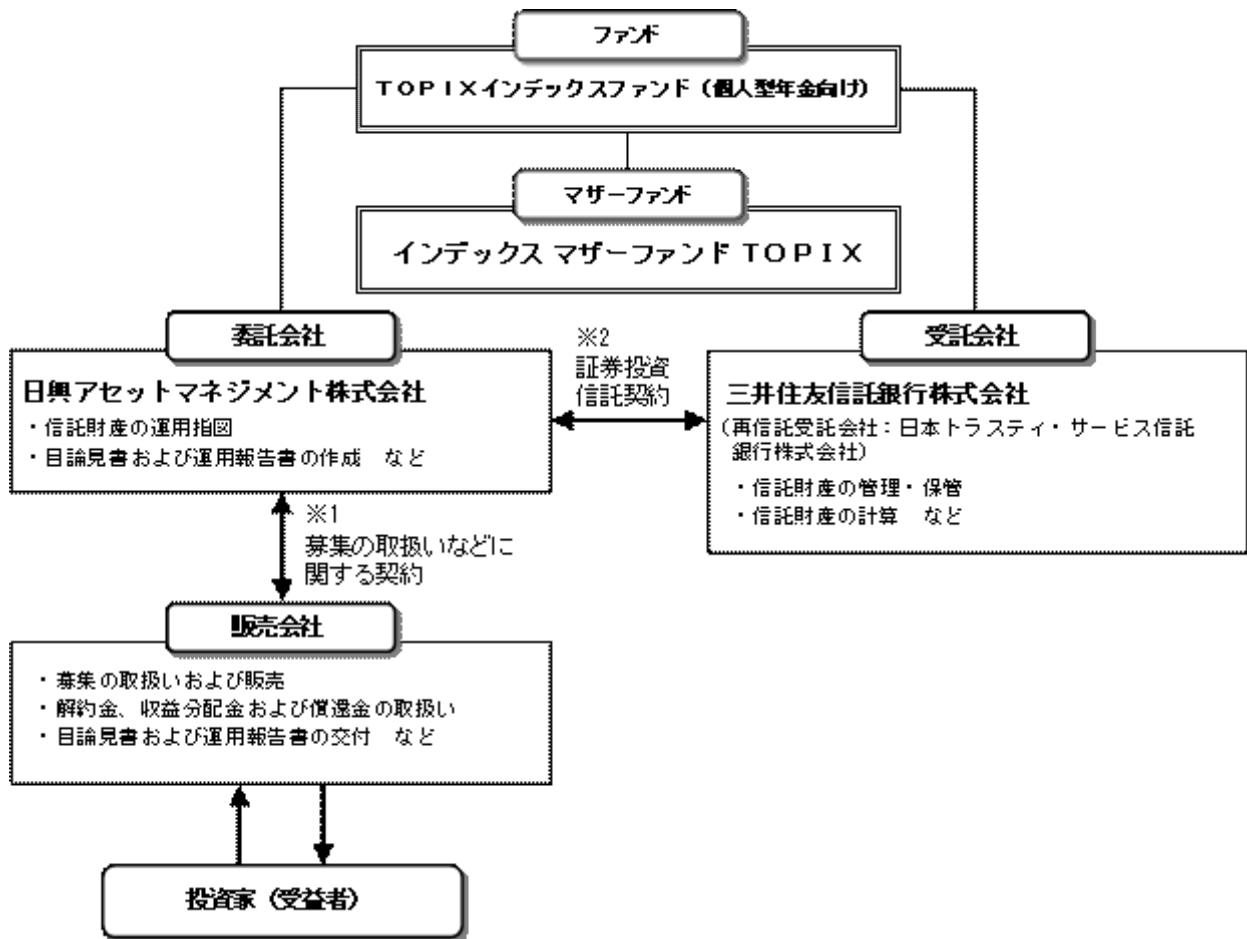 ファンド
TOPIXインデックスファンド（個人型年金向け）
マザーファンド
インデックス マザーファンド TOPIX
委託会社
日興アセットマネジメント株式会社
・信託財産の運用指図
・目論見書および運用報告書の作成　など
※2
証券投資
信託契約
受託会社
三井住友信託銀行株式会社
（再信託受託会社：日本トラスティ・サービス信託
銀行株式会社）
・信託財産の管理・保管
・信託財産の計算　など
※1
募集の取扱いなどに
関する契約
販売会社
・募集の取扱いおよび販売
・解約金、収益分配金および償還金の取扱い
・目論見書および運用報告書の交付　など
投資家（受益者）